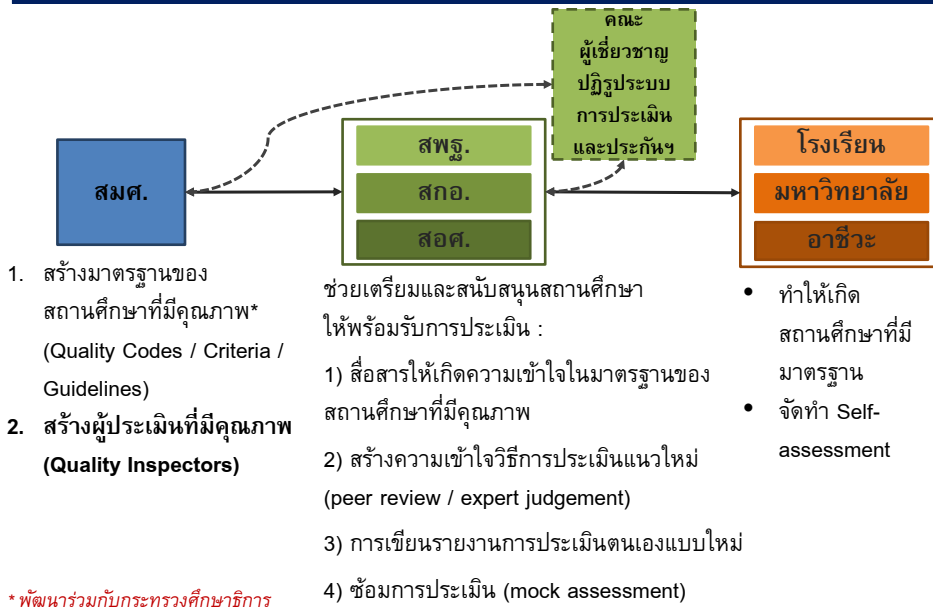 คณะ
ผู้เชี่ยวชาญ
ปฏิรูประบบ
การประเมิน
และประกันฯ
สมศ.
สพฐ.
สกอ.
สอศ.
โรงเรียน
มหาวิทยาลัย
อาชีวะ
1. สร้างมาตรฐานของ
สถานศึกษาที่มีคุณภาพ*
(Quality Codes / Criteria /
Guidelines)
2. สร้างผู้ประเมินที่มีคุณภาพ
(Quality Inspectors)
* พัฒนาร่วมกับกระทรวงศึกษาธิการ
ช่วยเตรียมและสนับสนุนสถานศึกษา
ให้พร้อมรับการประเมิน :
1) สื่อสารให้เกิดความเข้าใจในมาตรฐานของ
สถานศึกษาที่มีคุณภาพ
2) สร้างความเข้าใจวิธีการประเมินแนวใหม่
(peer review / expert judgement)
3) การเขียนรายงานการประเมินตนเองแบบใหม่
4) ซ้อมการประเมิน (mock assessment)
• ทำให้เกิด
สถานศึกษาที่มี
มาตรฐาน
• จัดทำ Self-
assessment